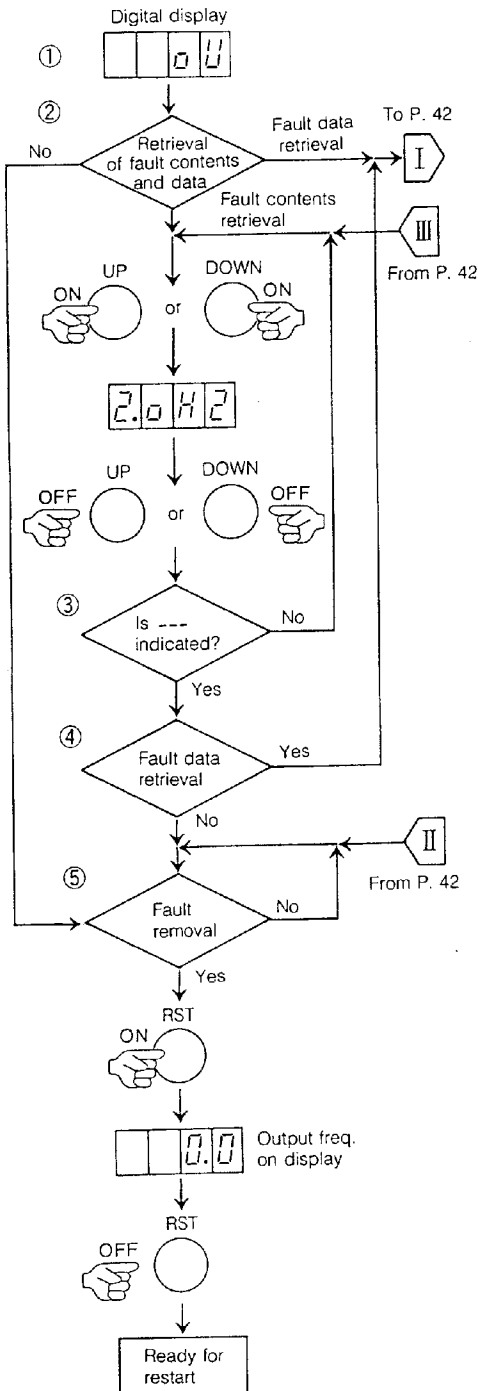 Digital display
① oU
②
To P. 42
No
Retrieval
of fault contents
and data
Fault data
retrieval
I
Fault contents
retrieval
III
From P. 42
UP
DOWN
ON
or
ON
2.oH2
UP
DOWN
OFF
or
OFF
③
Is ---
indicated?
No
Yes
④
Fault data
retrieval
Yes
No
II
From P. 42
⑤
Fault
removal
No
Yes
RST
ON
0.0
Output freq.
on display
RST
OFF
Ready for
restart